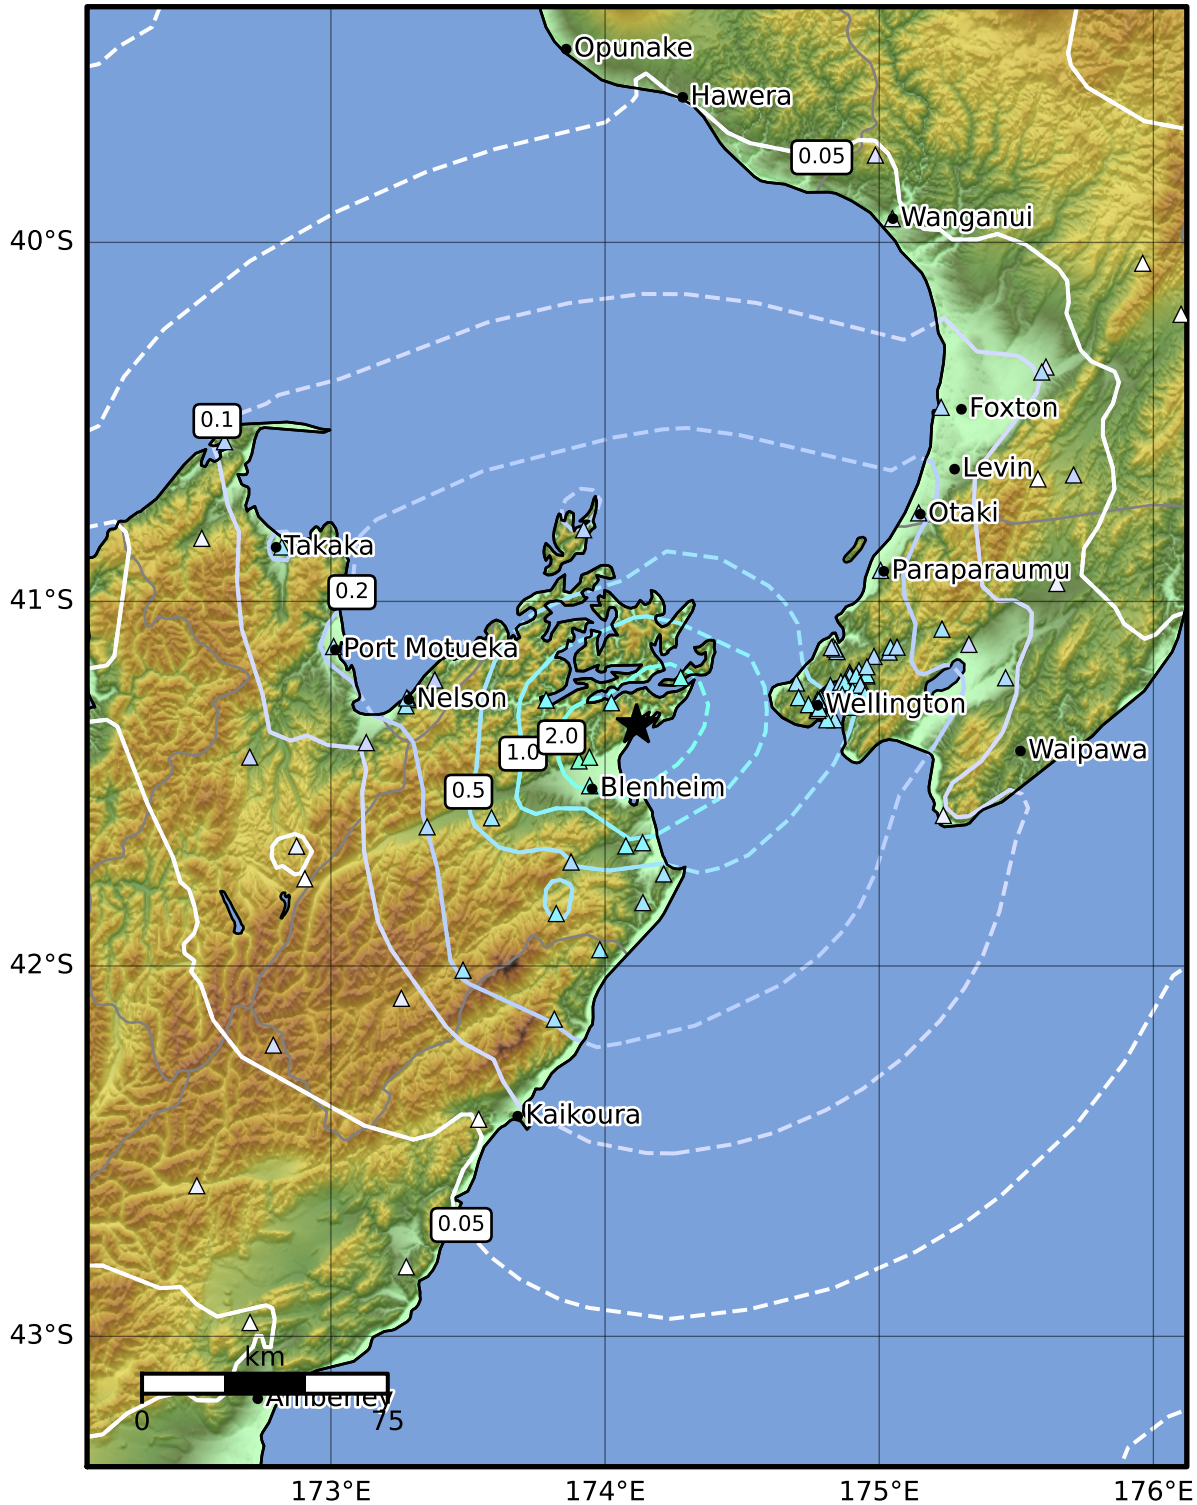 Opunake
Hawera
0.05
Wanganui
40°S
Foxton
0.1
Levin
Otaki
Takaka
Paraparaumu
0.2
41°S
Port Motueka
Nelson
Wellington
2.0
1.0
Waipawa
0.5
Blenheim
42°S
Kaikoura
0.05
43°S
km
Amberley
0 75
173°E 174°E 175°E 176°E